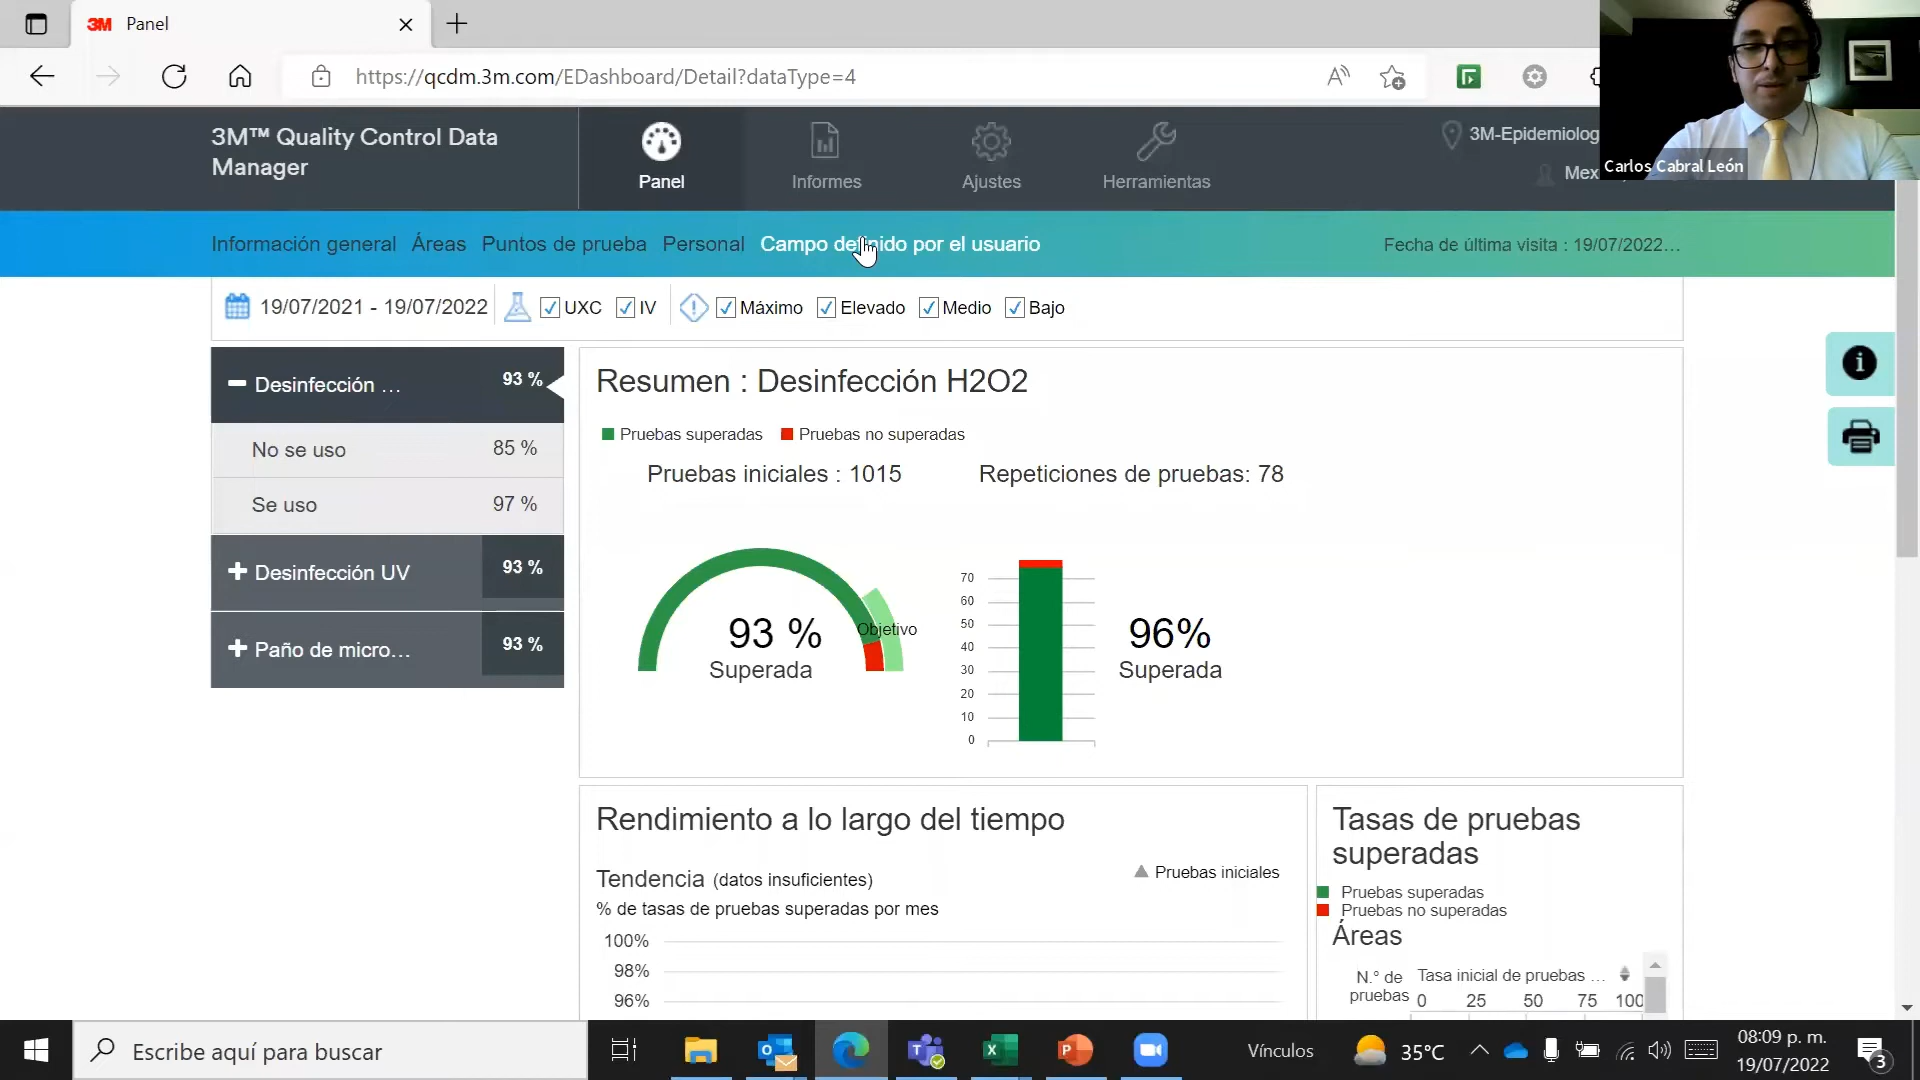 3M Panel
https://qcdm.3m.com/EDashboard/Detail?dataType=4
3M™ Quality Control Data
Manager
Panel
Informes
Ajustes
Herramientas
3M-Epidemiolog
Mex
Carlos Cabral León
Información general Áreas Puntos de prueba Personal Campo definido por el usuario
Fecha de última visita : 19/07/2022...
19/07/2021 - 19/07/2022 UXC IV Máximo Elevado Medio Bajo
Desinfección ... 93 %
No se uso 85 %
Se uso 97 %
Desinfección UV 93 %
Paño de micro... 93 %
Resumen : Desinfección H2O2
Pruebas superadas Pruebas no superadas
Pruebas iniciales : 1015 Repeticiones de pruebas: 78
93 %
Superada
Objetivo
70
60
50
40
30
20
10
0
96%
Superada
Rendimiento a lo largo del tiempo
Tendencia (datos insuficientes)
Pruebas iniciales
% de tasas de pruebas superadas por mes
100%
98%
96%
Tasas de pruebas
superadas
Pruebas superadas
Pruebas no superadas
Áreas
N.° de
pruebas
Tasa inicial de pruebas ...
0 25 50 75 100
Escribe aquí para buscar
Vínculos
35°C
08:09 p. m.
19/07/2022
3